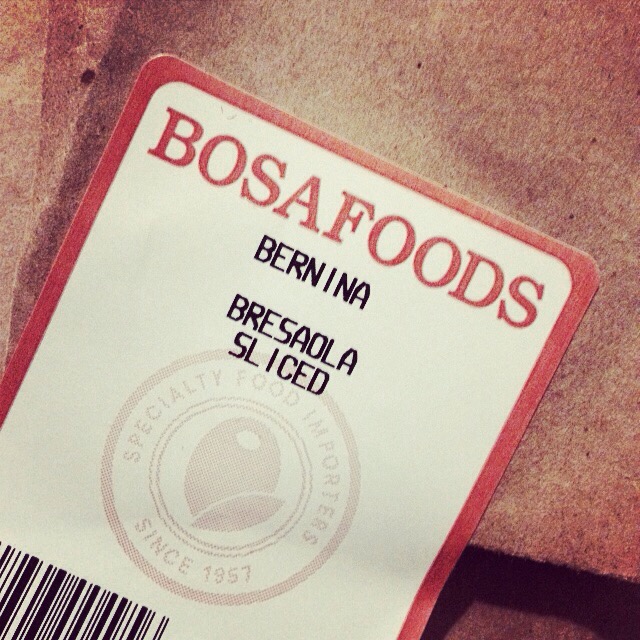 BOSAFOODS
BERNINA
BRESAOLA
SLICED
SPECIALTY FOOD IMPORTERS
SINCE 1957